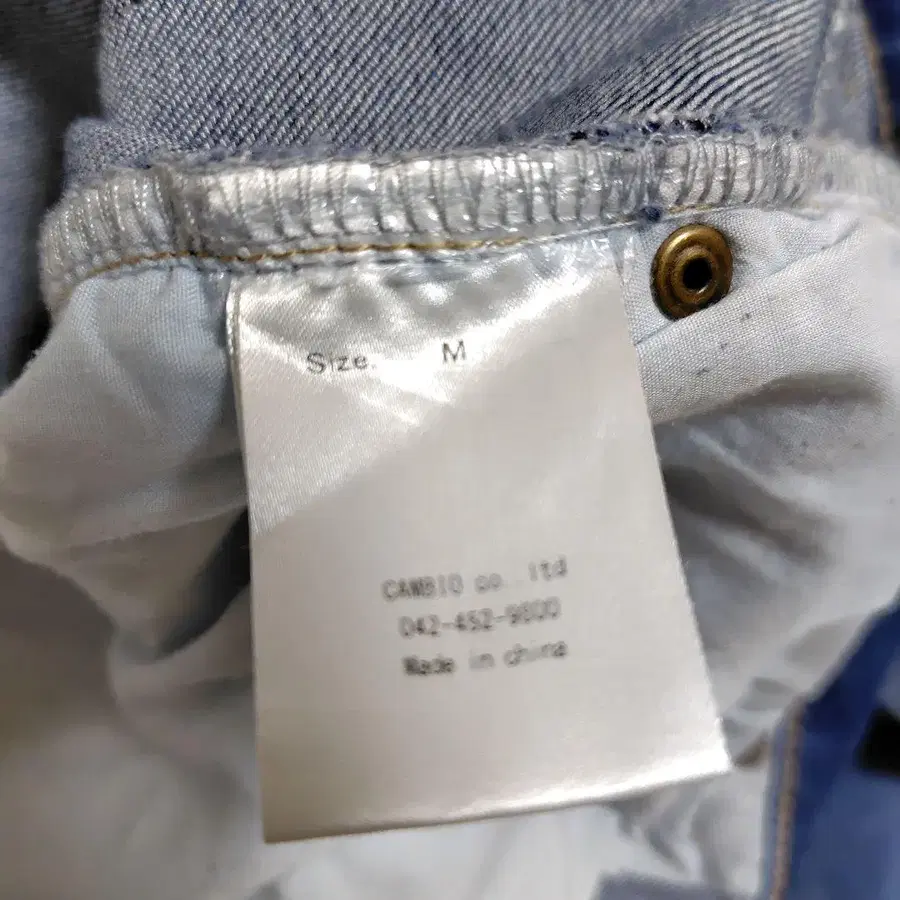 Size. M
CAMBIO co. ltd
042-452-9800
Made in china